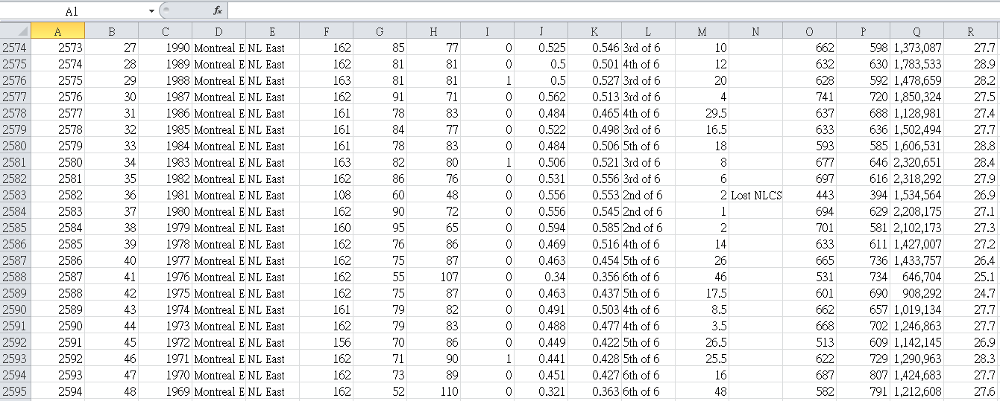 A1 fx
A B C D E F G H I J K L M N O P Q R
2574 2573 27 1990 Montreal E NL East 162 85 77 0 0.525 0.546 3rd of 6 10 662 598 1,373,087 27.7
2575 2574 28 1989 Montreal E NL East 162 81 81 0 0.5 0.501 4th of 6 12 632 630 1,783,533 28.9
2576 2575 29 1988 Montreal E NL East 163 81 81 1 0.5 0.527 3rd of 6 20 628 592 1,478,659 28.2
2577 2576 30 1987 Montreal E NL East 162 91 71 0 0.562 0.513 3rd of 6 4 741 720 1,850,324 27.5
2578 2577 31 1986 Montreal E NL East 161 78 83 0 0.484 0.465 4th of 6 29.5 637 688 1,128,981 27.4
2579 2578 32 1985 Montreal E NL East 161 84 77 0 0.522 0.498 3rd of 6 16.5 633 636 1,502,494 27.7
2580 2579 33 1984 Montreal E NL East 161 78 83 0 0.484 0.506 5th of 6 18 593 585 1,606,531 28.8
2581 2580 34 1983 Montreal E NL East 163 82 80 1 0.506 0.521 3rd of 6 8 677 646 2,320,651 28.4
2582 2581 35 1982 Montreal E NL East 162 86 76 0 0.531 0.556 3rd of 6 6 697 616 2,318,292 27.9
2583 2582 36 1981 Montreal E NL East 108 60 48 0 0.556 0.553 2nd of 6 2 Lost NLCS 443 394 1,534,564 26.9
2584 2583 37 1980 Montreal E NL East 162 90 72 0 0.556 0.545 2nd of 6 1 694 629 2,208,175 27.1
2585 2584 38 1979 Montreal E NL East 160 95 65 0 0.594 0.585 2nd of 6 2 701 581 2,102,173 27.3
2586 2585 39 1978 Montreal E NL East 162 76 86 0 0.469 0.516 4th of 6 14 633 611 1,427,007 27.2
2587 2586 40 1977 Montreal E NL East 162 75 87 0 0.463 0.454 5th of 6 26 665 736 1,433,757 26.4
2588 2587 41 1976 Montreal E NL East 162 55 107 0 0.34 0.356 6th of 6 46 531 734 646,704 25.1
2589 2588 42 1975 Montreal E NL East 162 75 87 0 0.463 0.437 5th of 6 17.5 601 690 908,292 24.7
2590 2589 43 1974 Montreal E NL East 161 79 82 0 0.491 0.503 4th of 6 8.5 662 657 1,019,134 27.7
2591 2590 44 1973 Montreal E NL East 162 79 83 0 0.488 0.477 4th of 6 3.5 668 702 1,246,863 27.7
2592 2591 45 1972 Montreal E NL East 156 70 86 0 0.449 0.422 5th of 6 26.5 513 609 1,142,145 26.9
2593 2592 46 1971 Montreal E NL East 162 71 90 1 0.441 0.428 5th of 6 25.5 622 729 1,290,963 28.3
2594 2593 47 1970 Montreal E NL East 162 73 89 0 0.451 0.427 6th of 6 16 687 807 1,424,683 27.7
2595 2594 48 1969 Montreal E NL East 162 52 110 0 0.321 0.363 6th of 6 48 582 791 1,212,608 27.6